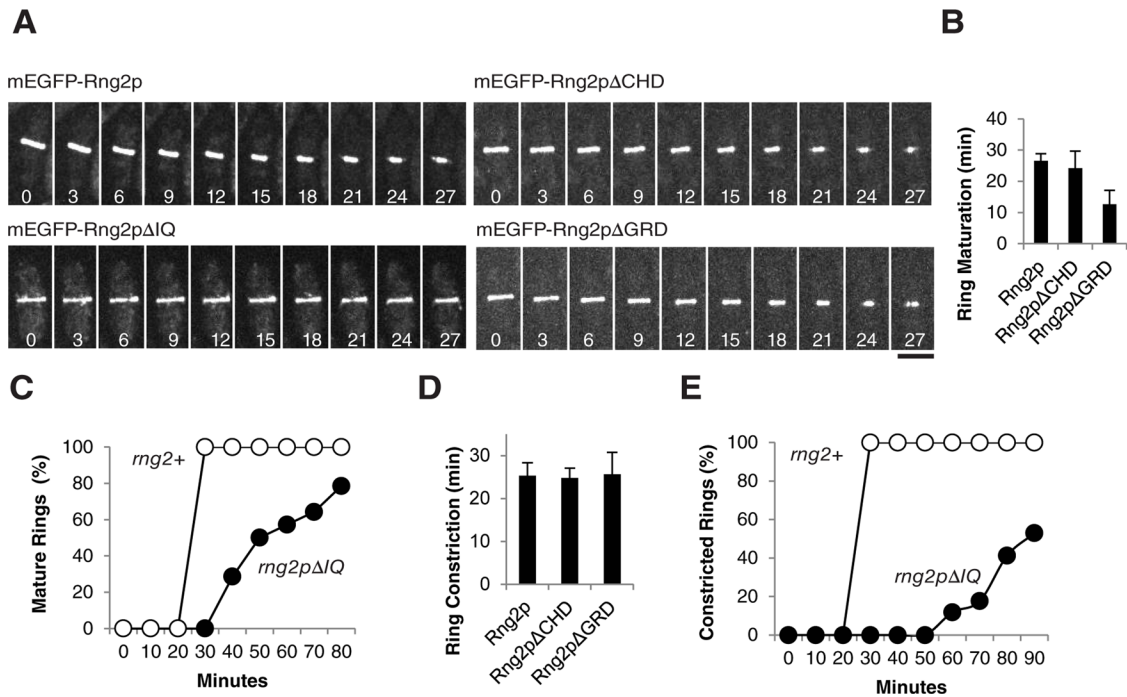 A
mEGFP-Rng2p
0 3 6 9 12 15 18 21 24 27
mEGFP-Rng2pΔCHD
0 3 6 9 12 15 18 21 24 27
mEGFP-Rng2pΔIQ
0 3 6 9 12 15 18 21 24 27
mEGFP-Rng2pΔGRD
0 3 6 9 12 15 18 21 24 27
B
Ring Maturation (min)
40
30
20
10
0
Rng2p
Rng2pΔCHD
Rng2pΔGRD
C
Mature Rings (%)
100
80
60
40
20
0
rng2+
rng2pΔIQ
0 10 20 30 40 50 60 70 80
Minutes
D
Ring Constriction (min)
30
20
10
0
Rng2p
Rng2pΔCHD
Rng2pΔGRD
E
Constricted Rings (%)
100
80
60
40
20
0
rng2+
rng2pΔIQ
0 10 20 30 40 50 60 70 80 90
Minutes